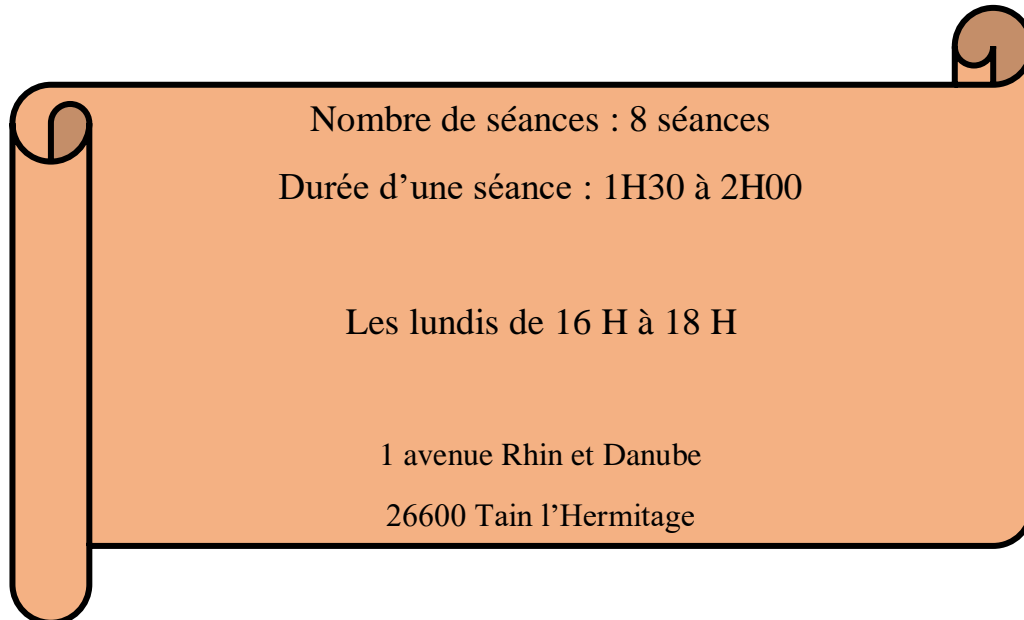 Nombre de séances : 8 séances
Durée d’une séance : 1H30 à 2H00
Les lundis de 16 H à 18 H
1 avenue Rhin et Danube
26600 Tain l’Hermitage